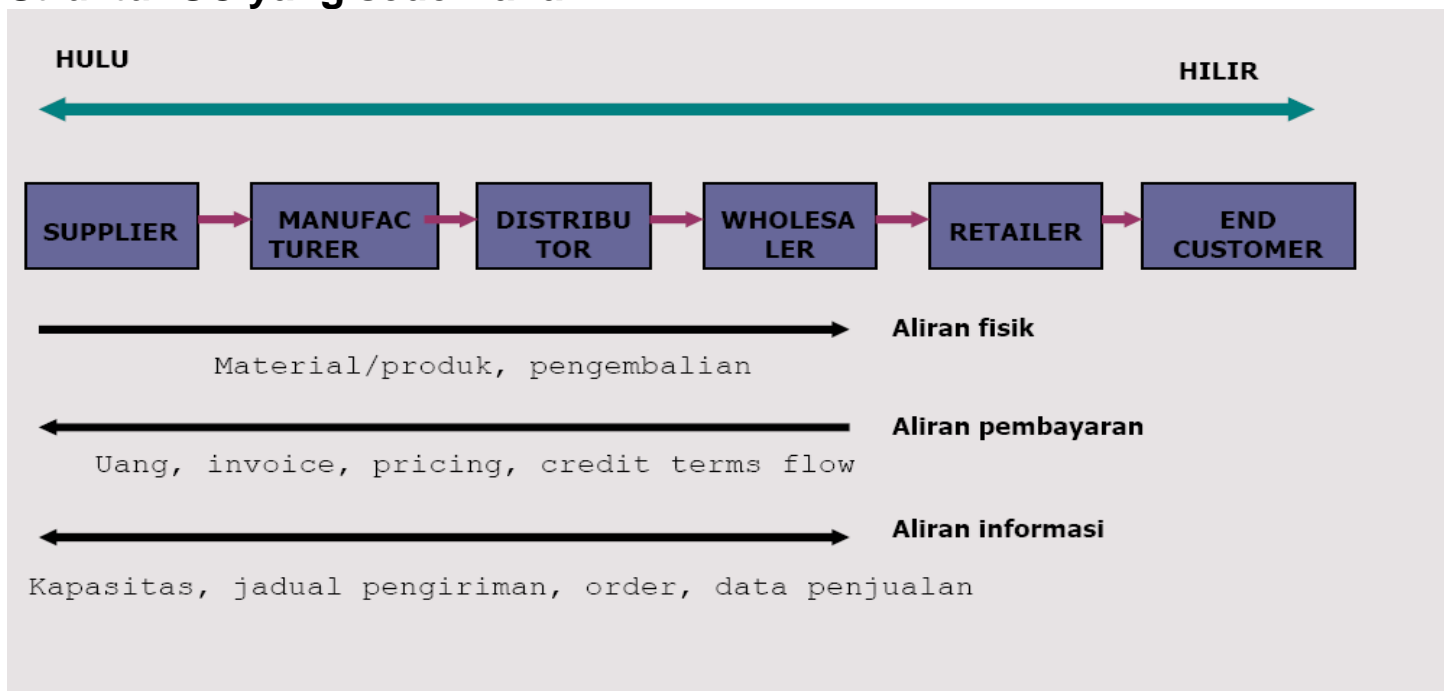 HULU
HILIR
SUPPLIER
MANUFAC
TURER
DISTRIBU
TOR
WHOLESA
LER
RETAILER
END
CUSTOMER
Aliran fisik
Material/produk, pengembalian
Aliran pembayaran
Uang, invoice, pricing, credit terms flow
Aliran informasi
Kapasitas, jadual pengiriman, order, data penjualan